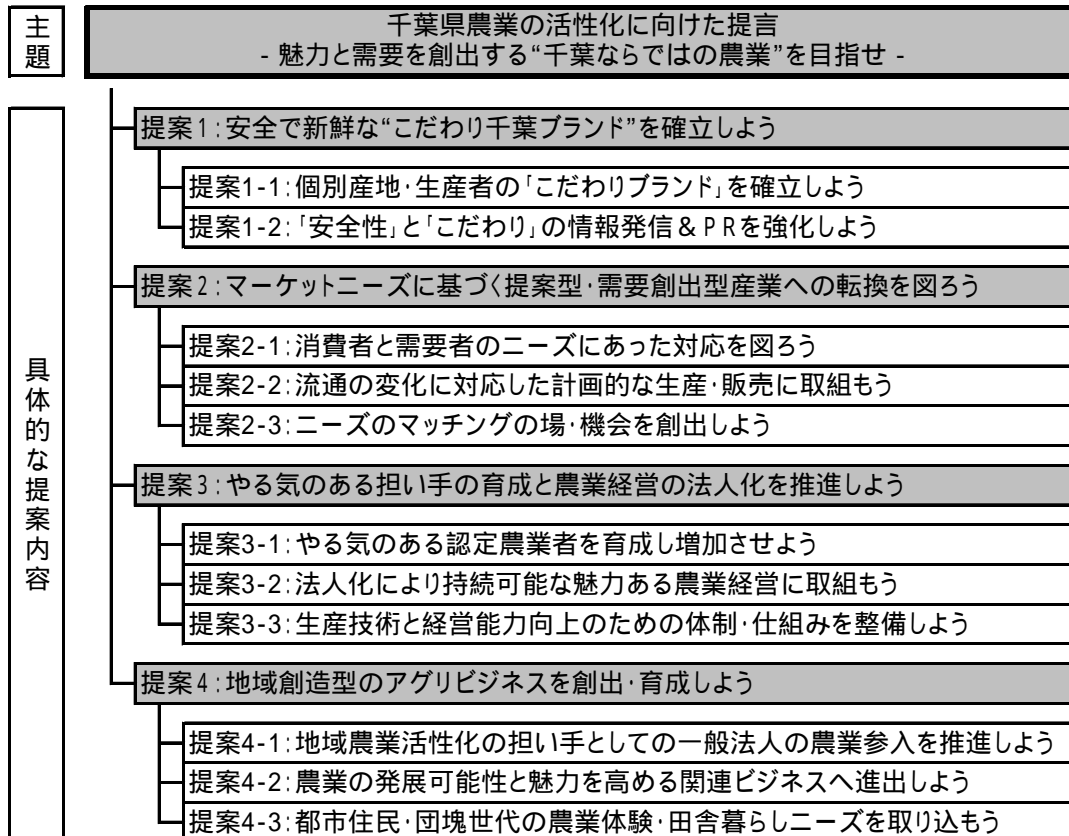 主題
千葉県農業の活性化に向けた提言
- 魅力と需要を創出する“千葉ならではの農業”を目指せ -
具体的な提案内容
提案1:安全で新鮮な“こだわり千葉ブランド”を確立しよう
提案1-1:個別産地・生産者の「こだわりブランド」を確立しよう
提案1-2:「安全性」と「こだわり」の情報発信&PRを強化しよう
提案2:マーケットニーズに基づく提案型・需要創出型産業への転換を図ろう
提案2-1:消費者と需要者のニーズにあった対応を図ろう
提案2-2:流通の変化に対応した計画的な生産・販売に取組もう
提案2-3:ニーズのマッチングの場・機会を創出しよう
提案3:やる気のある担い手の育成と農業経営の法人化を推進しよう
提案3-1:やる気のある認定農業者を育成し増加させよう
提案3-2:法人化により持続可能な魅力ある農業経営に取組もう
提案3-3:生産技術と経営能力向上のための体制・仕組みを整備しよう
提案4:地域創造型のアグリビジネスを創出・育成しよう
提案4-1:地域農業活性化の担い手としての一般法人の農業参入を推進しよう
提案4-2:農業の発展可能性と魅力を高める関連ビジネスへ進出しよう
提案4-3:都市住民・団塊世代の農業体験・田舎暮らしニーズを取り込もう